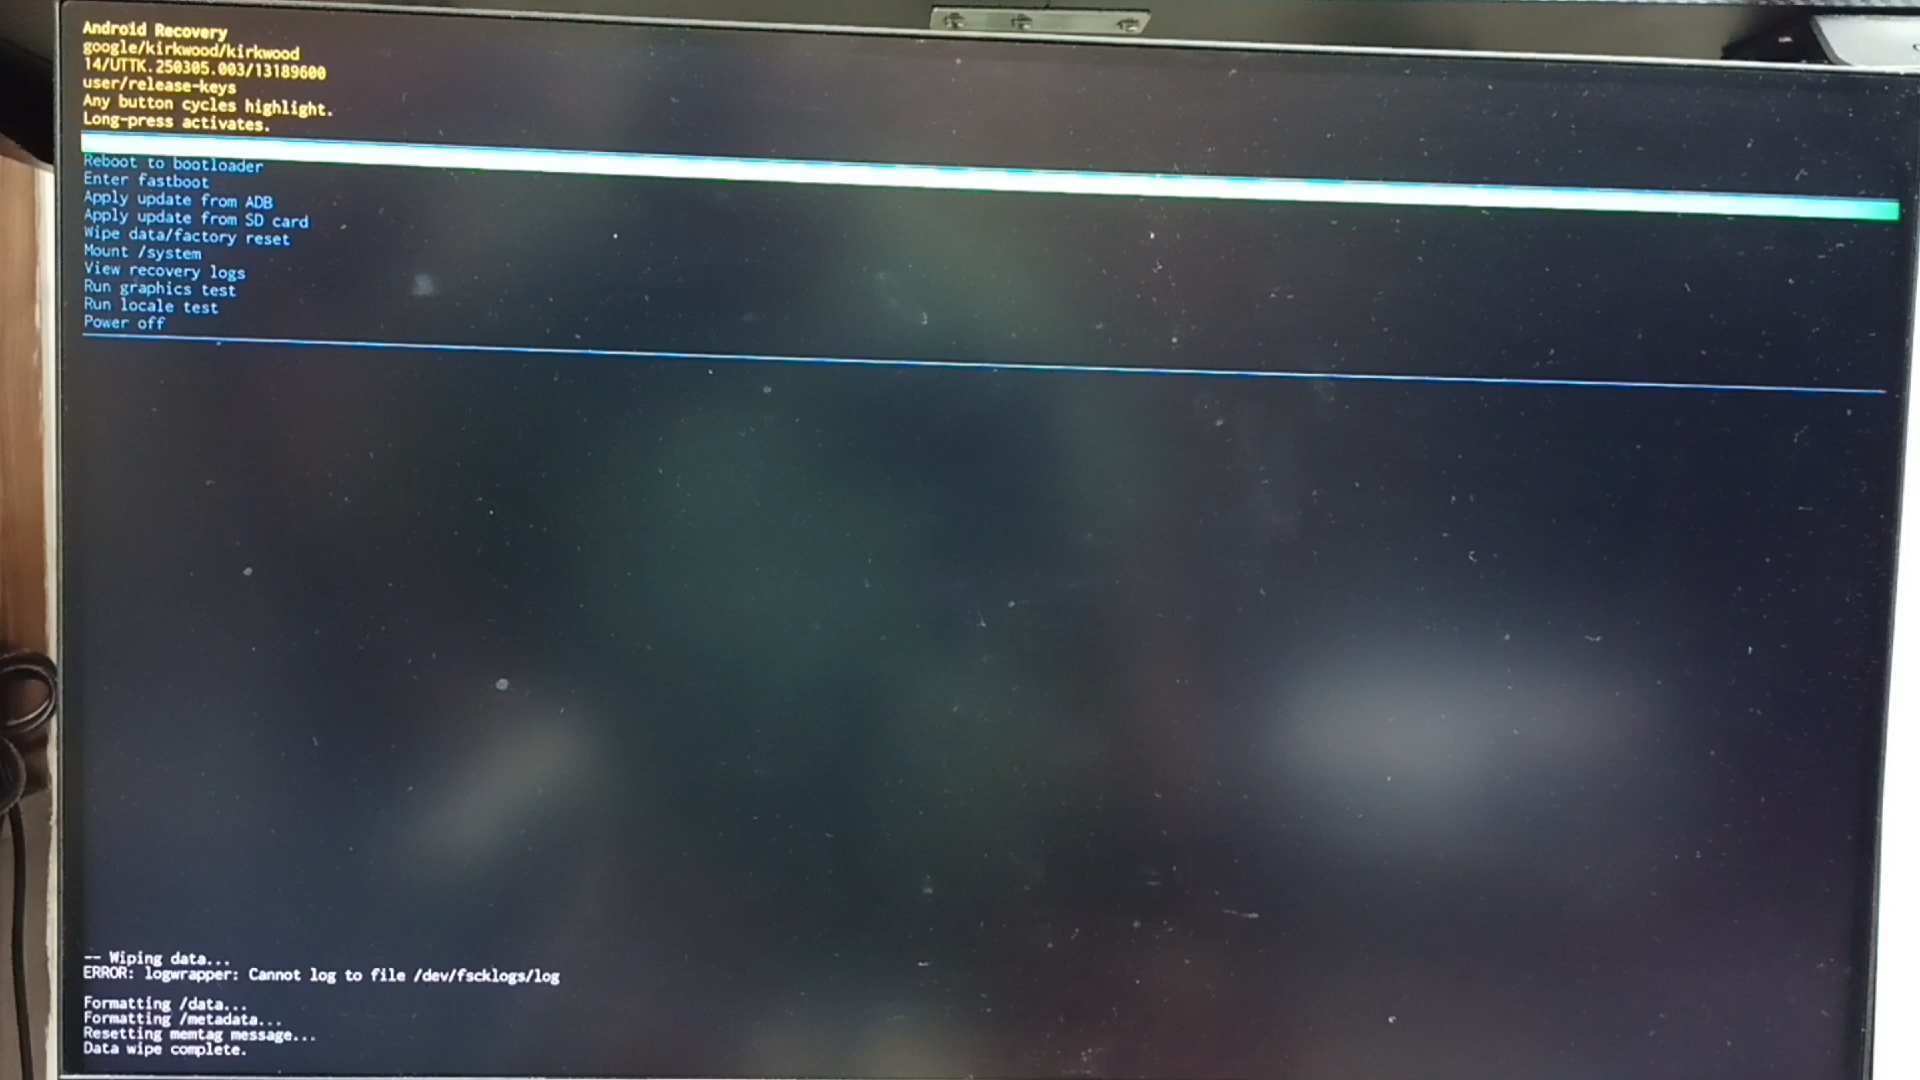 Android Recovery
google/kirkwood/kirkwood
14/UTTK.250305.003/13189600
user/release-keys
Any button cycles highlight.
Long-press activates.
Reboot to bootloader
Enter fastboot
Apply update from ADB
Apply update from SD card
Wipe data/factory reset
Mount /system
View recovery logs
Run graphics test
Run locale test
Power off
-- Wiping data...
ERROR: logwrapper: Cannot log to file /dev/fscklogs/log
Formatting /data...
Formatting /metadata...
Resetting memtag message...
Data wipe complete.